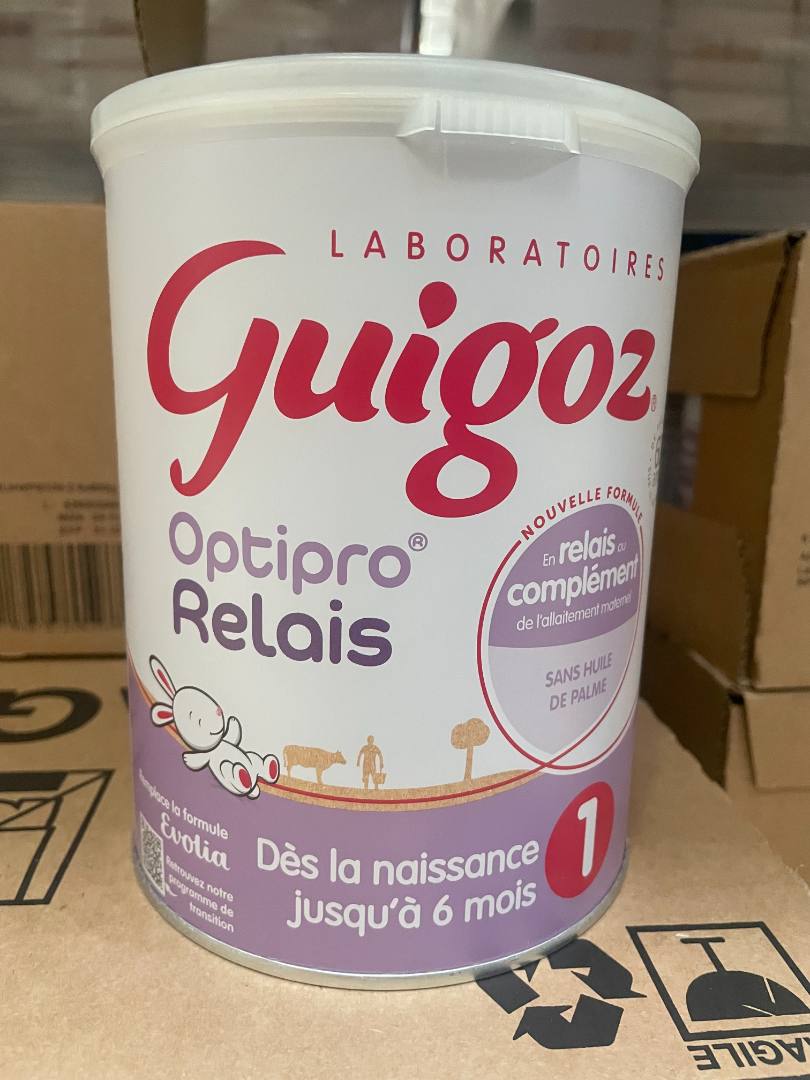 LABORATOIRES
Guigoz
Optipro®
Relais
NOUVELLE FORMULE
En relais ou
complément
de l'allaitement maternel
SANS HUILE
DE PALME
Remplace la formule
Evolia
Retrouvez notre
programme de
transition
Dès la naissance
jusqu'à 6 mois
1